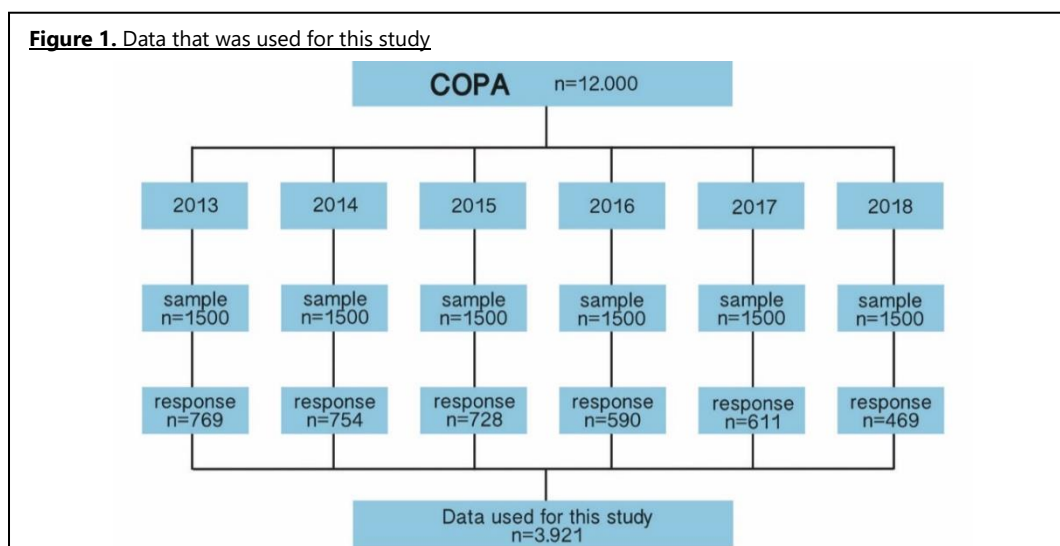 Figure 1. Data that was used for this study
COPA n=12.000
2013 2014 2015 2016 2017 2018
sample sample sample sample sample sample
n=1500 n=1500 n=1500 n=1500 n=1500 n=1500
response response response response response response
n=769 n=754 n=728 n=590 n=611 n=469
Data used for this study
n=3.921